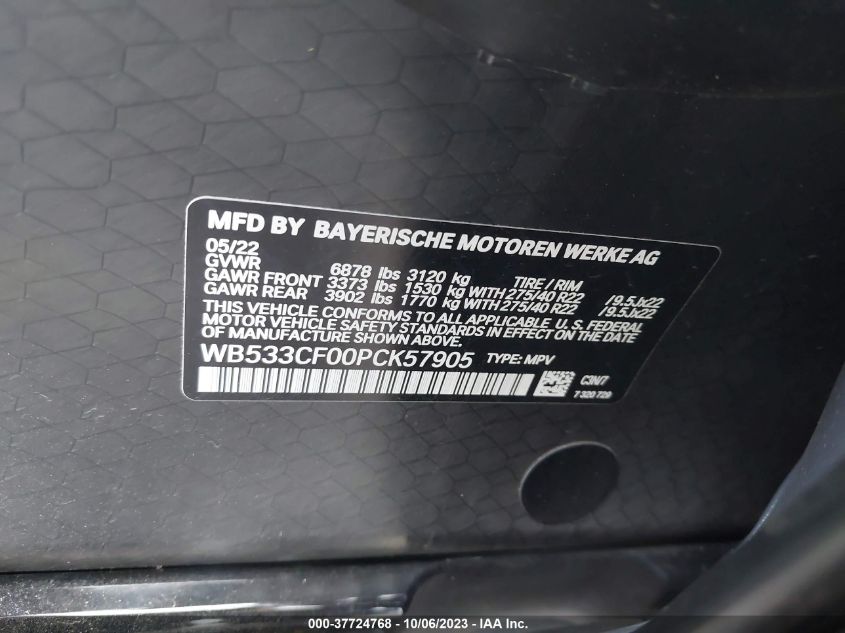 MFD BY BAYERISCHE MOTOREN WERKE AG
05/22
GVWR 6878 lbs 3120 kg TIRE / RIM
GAWR FRONT 3373 lbs 1530 kg WITH 275/40 R22 /9.5Jx22
GAWR REAR 3902 lbs 1770 kg WITH 275/40 R22 /9.5Jx22
THIS VEHICLE CONFORMS TO ALL APPLICABLE U. S. FEDERAL
MOTOR VEHICLE SAFETY STANDARDS IN EFFECT ON THE DATE
OF MANUFACTURE SHOWN ABOVE.
WB533CF00PCK57905 TYPE: MPV
C3N7
7 320 729
000-37724768 - 10/06/2023 - IAA Inc.